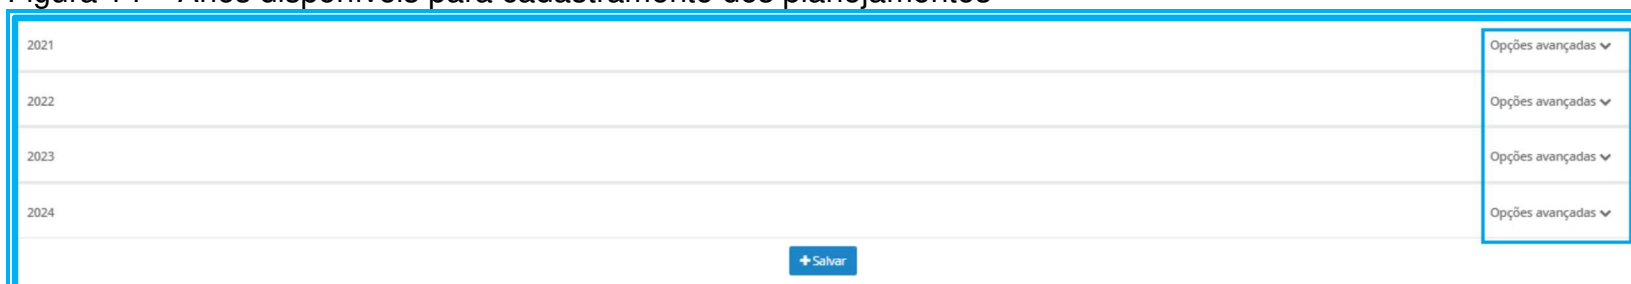 2021 Opções avançadas
2022 Opções avançadas
2023 Opções avançadas
2024 Opções avançadas
+ Salvar